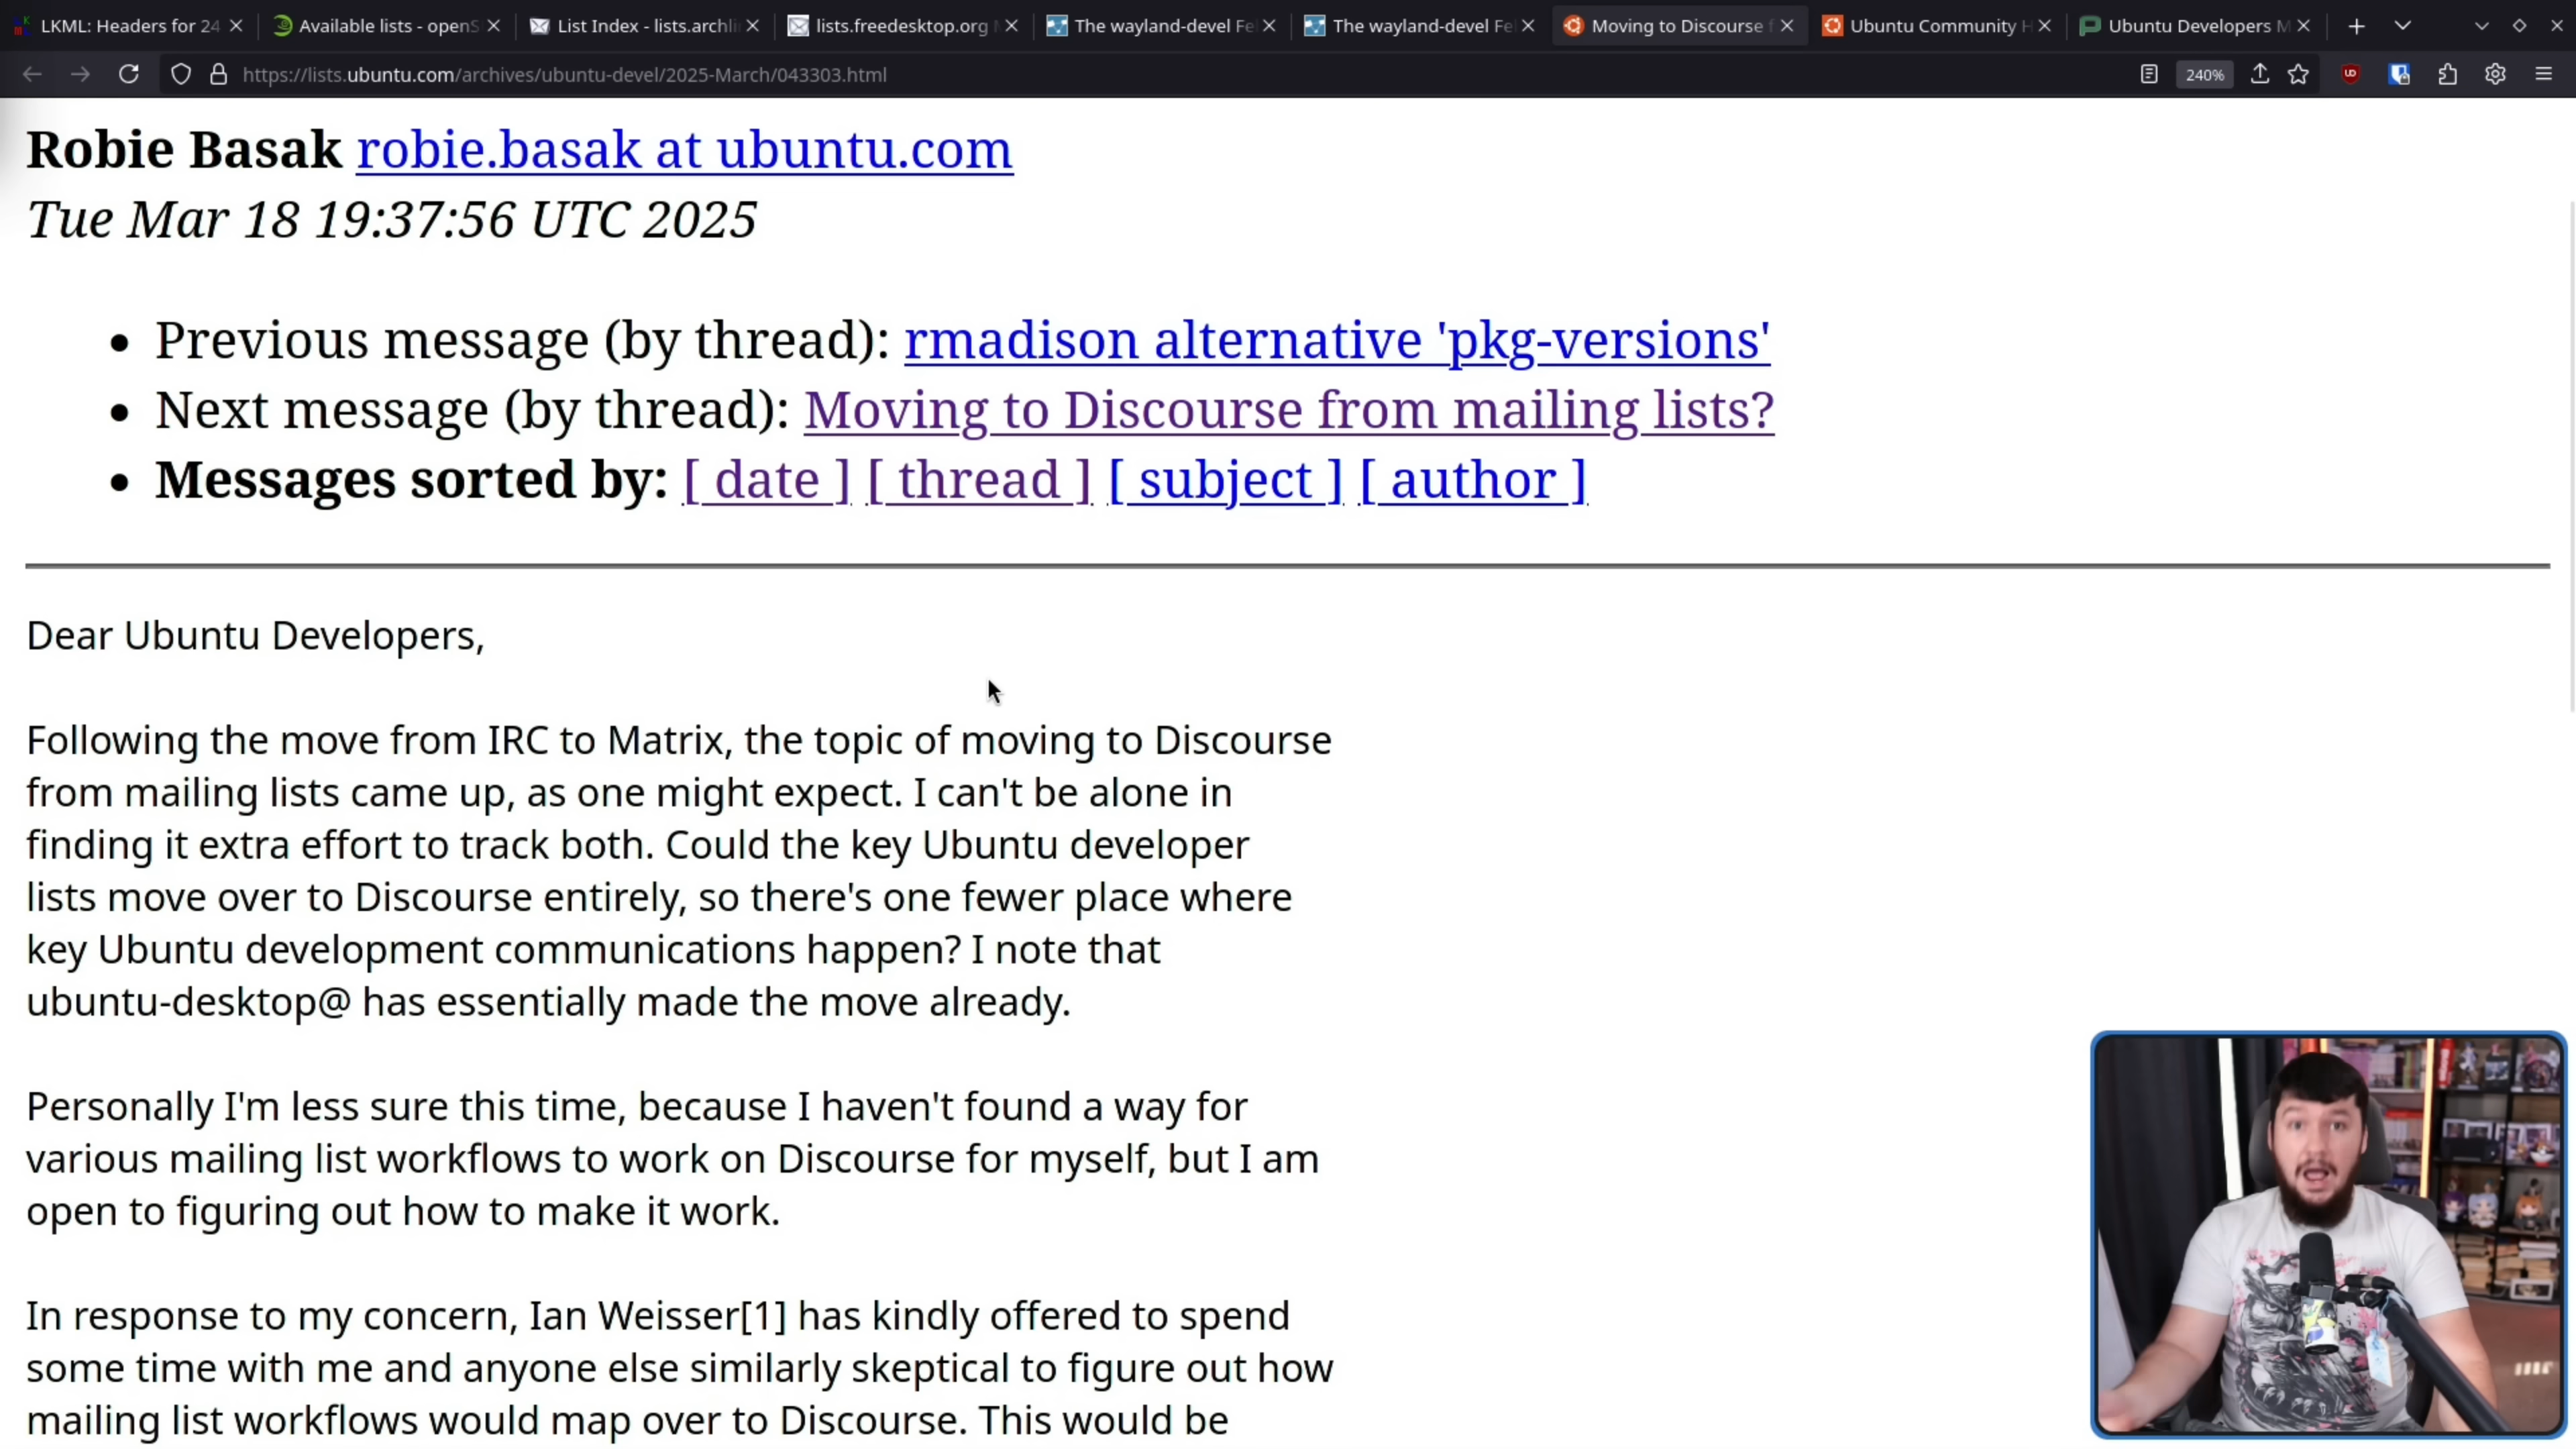 LKML: Headers for 24
Available lists - openS
List Index - lists.archli
lists.freedesktop.org
The wayland-devel Fe
The wayland-devel Fe
Moving to Discourse f
Ubuntu Community H
Ubuntu Developers M
https://lists.ubuntu.com/archives/ubuntu-devel/2025-March/043303.html
240%
Robie Basak robie.basak at ubuntu.com
Tue Mar 18 19:37:56 UTC 2025
• Previous message (by thread): rmadison alternative 'pkg-versions'
• Next message (by thread): Moving to Discourse from mailing lists?
• Messages sorted by: [ date ] [ thread ] [ subject ] [ author ]
Dear Ubuntu Developers,
Following the move from IRC to Matrix, the topic of moving to Discourse
from mailing lists came up, as one might expect. I can't be alone in
finding it extra effort to track both. Could the key Ubuntu developer
lists move over to Discourse entirely, so there's one fewer place where
key Ubuntu development communications happen? I note that
ubuntu-desktop@ has essentially made the move already.
Personally I'm less sure this time, because I haven't found a way for
various mailing list workflows to work on Discourse for myself, but I am
open to figuring out how to make it work.
In response to my concern, Ian Weisser[1] has kindly offered to spend
some time with me and anyone else similarly skeptical to figure out how
mailing list workflows would map over to Discourse. This would be